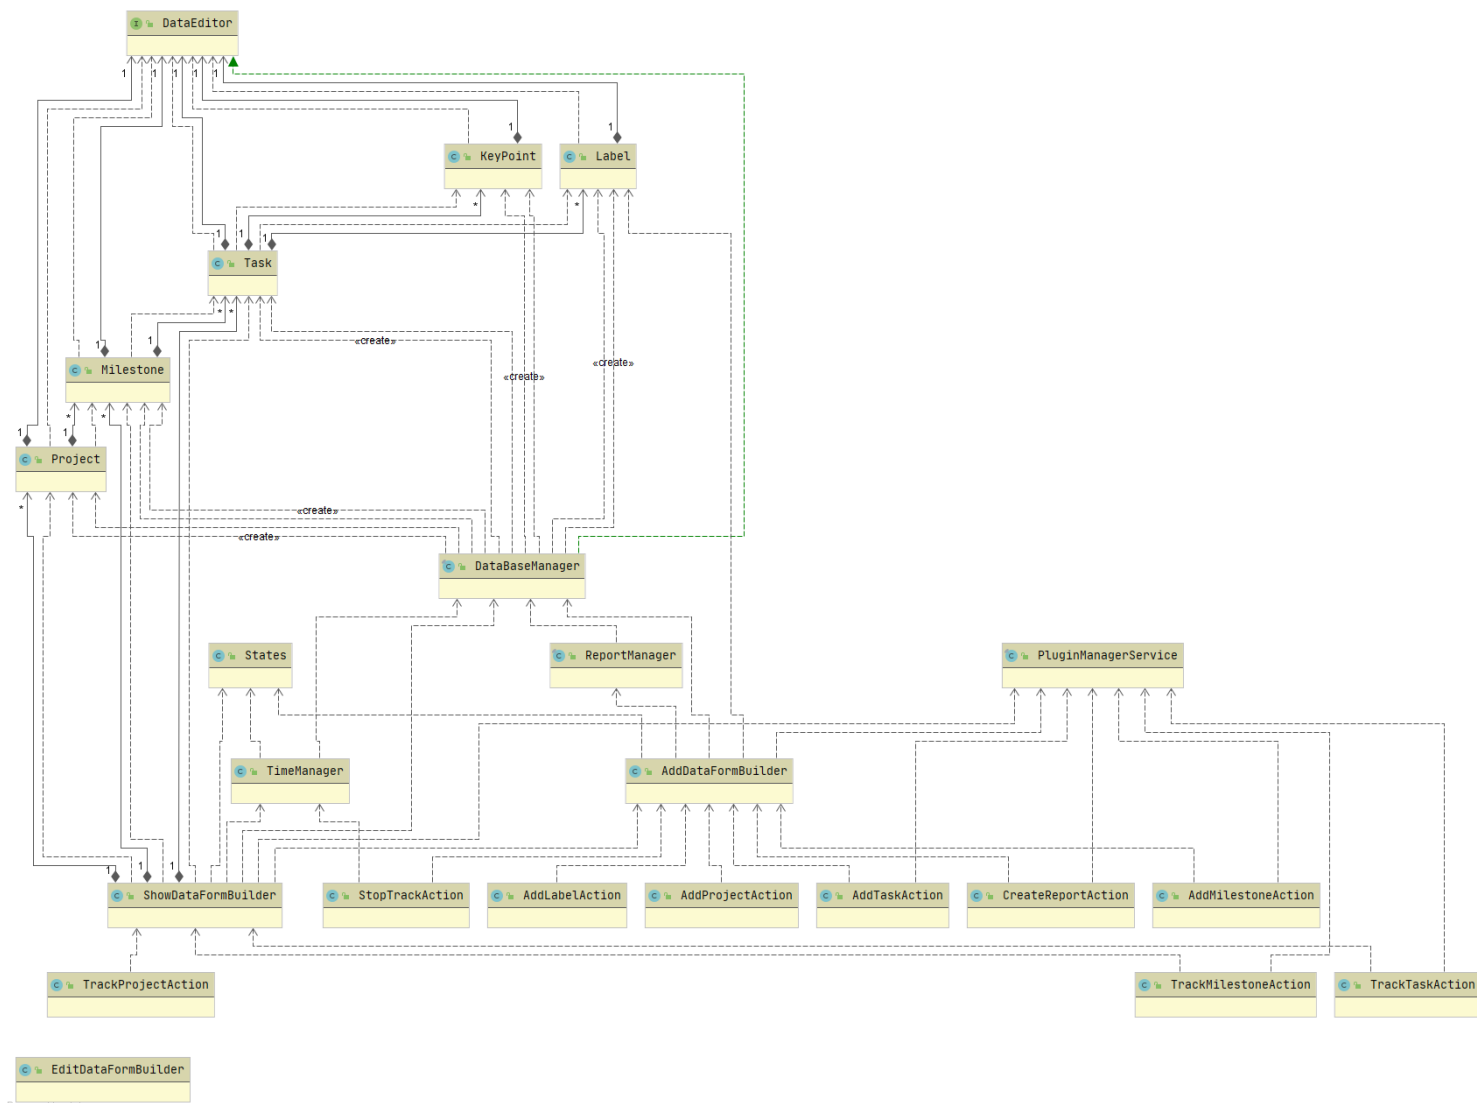 DataEditor
1 1 1 1 1
1 1
KeyPoint
Label
* *
1 1 1
Task
* *
«create»
1 1
«create»
«create»
Milestone
* *
1 1
Project
*
«create»
«create»
DataBaseManager
States
ReportManager
PluginManagerService
TimeManager
AddDataFormBuilder
1 1 1
ShowDataFormBuilder
StopTrackAction
AddLabelAction
AddProjectAction
AddTaskAction
CreateReportAction
AddMilestoneAction
TrackProjectAction
TrackMilestoneAction
TrackTaskAction
EditDataFormBuilder